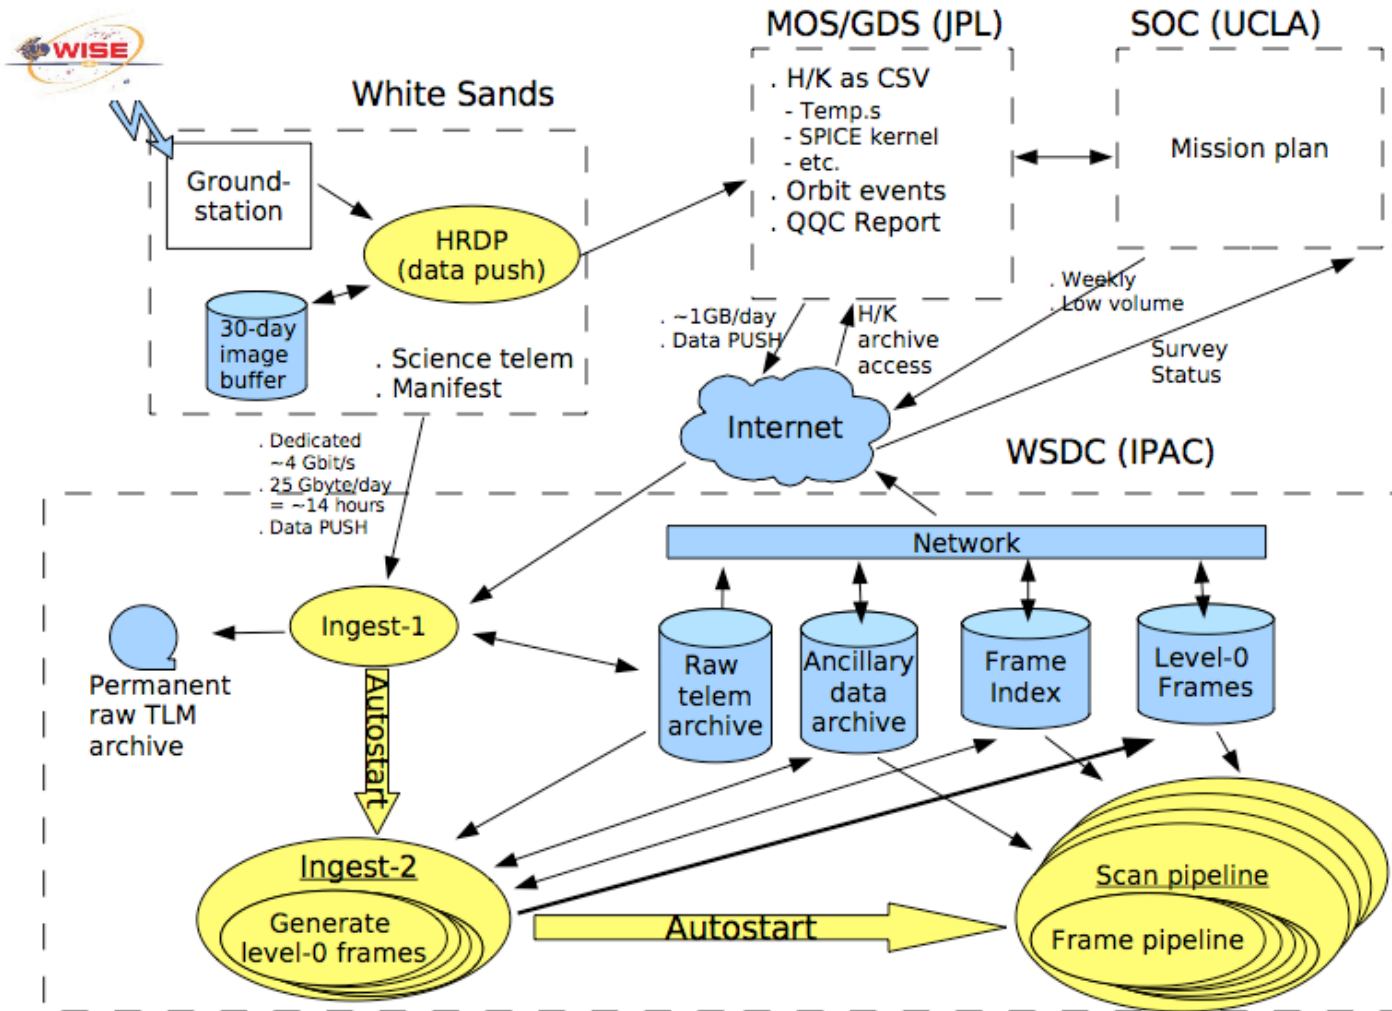 WISE
MOS/GDS (JPL)
SOC (UCLA)
White Sands
. H/K as CSV
- Temp.s
- SPICE kernel
- etc.
. Orbit events
. QQC Report
Mission plan
Ground-
station
HRDP
(data push)
30-day
image
buffer
. Science telem
. Manifest
. ~1GB/day
. Data PUSH
H/K
archive
access
. Weekly
. Low volume
Survey
Status
Internet
. Dedicated
~4 Gbit/s
. 25 Gbyte/day
= ~14 hours
. Data PUSH
WSDC (IPAC)
Network
Ingest-1
Permanent
raw TLM
archive
Autostart
Raw
telem
archive
Ancillary
data
archive
Frame
Index
Level-0
Frames
Ingest-2
Generate
level-0 frames
Autostart
Scan pipeline
Frame pipeline